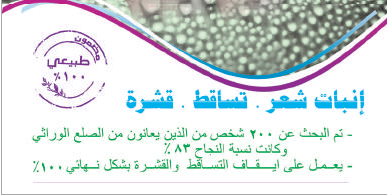 مضمون
طبيعي
١٠٠٪
إنبات شعر . تساقط . قشرة
- تم البحث عن ٢٠٠ شخص من الذين يعانون من الصلع الوراثي
وكانت نسبة النجاح ٨٣ ٪
- يعمل على ايقاف التساقط والقشرة بشكل نهائي ١٠٠٪